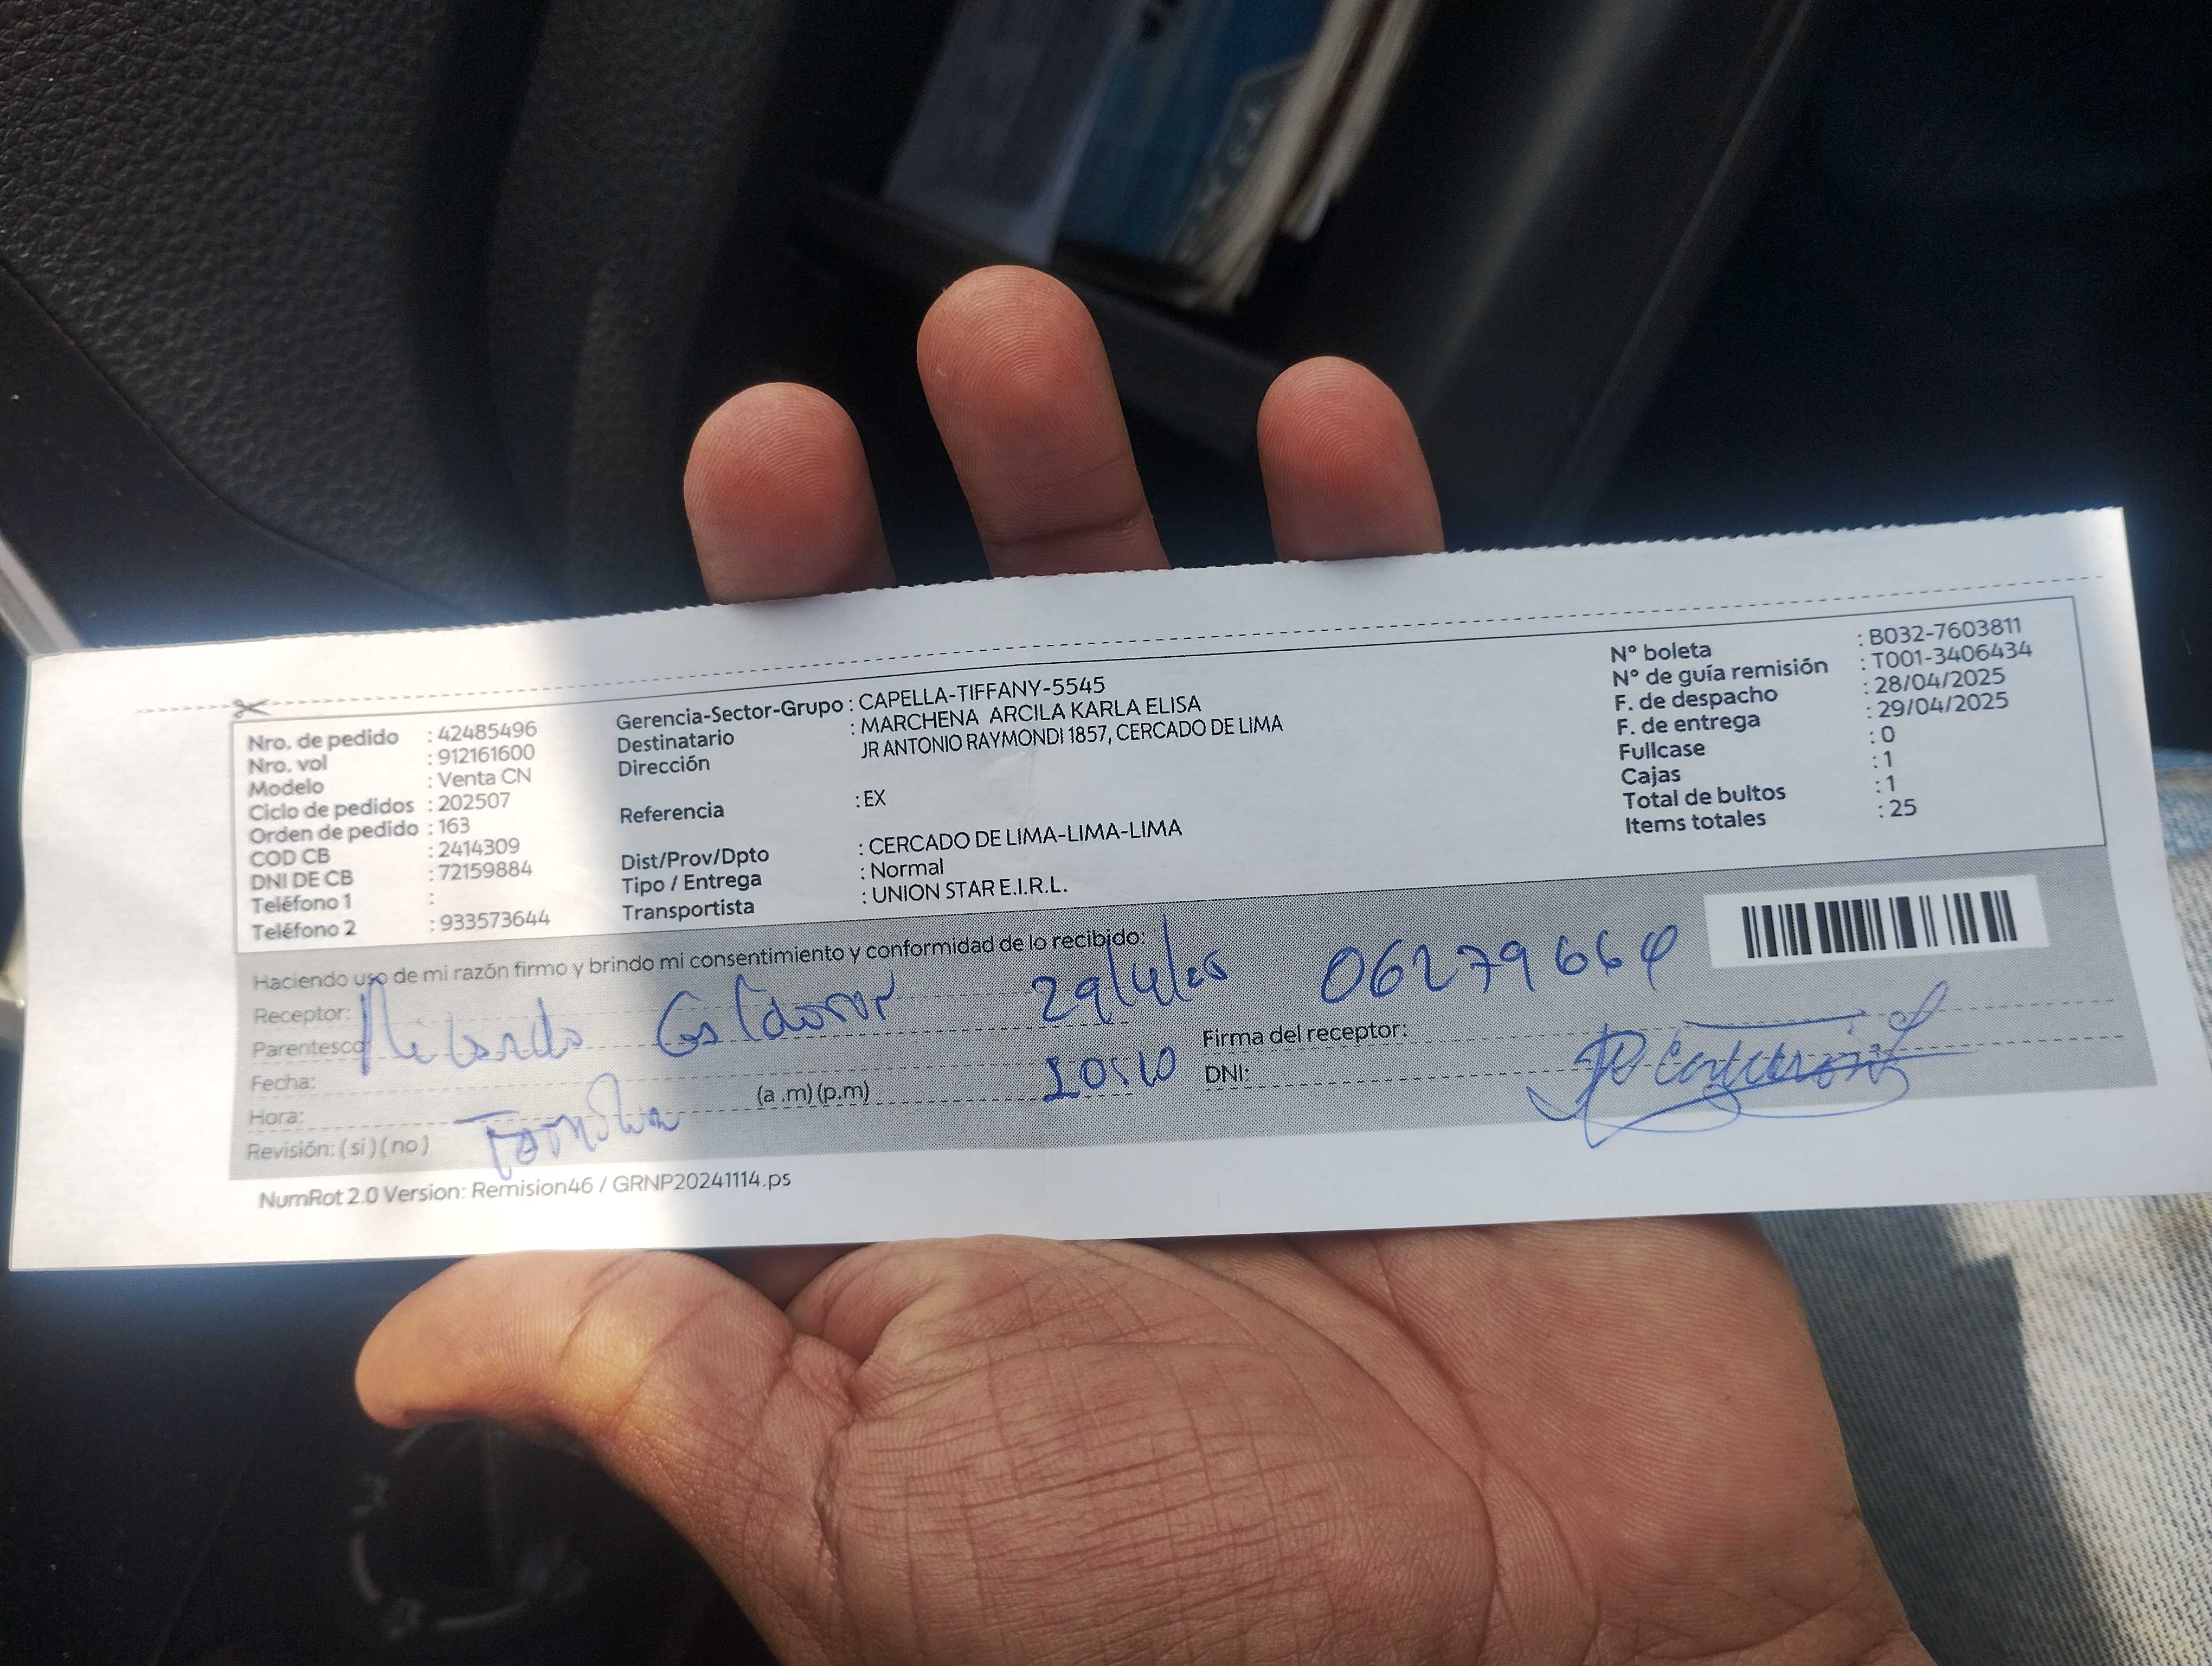 Nro. de pedido : 42485496
Nro. vol : 912161600
Modelo : Venta CN
Ciclo de pedidos : 202507
Orden de pedido : 163
COD CB : 2414309
DNI DE CB : 72159884
Teléfono 1 :
Teléfono 2 : 933573644
Gerencia-Sector-Grupo : CAPELLA-TIFFANY-5545
Destinatario : MARCHENA ARCILA KARLA ELISA
Dirección JR ANTONIO RAYMONDI 1857, CERCADO DE LIMA
Referencia : EX
Dist/Prov/Dpto : CERCADO DE LIMA-LIMA-LIMA
Tipo / Entrega : Normal
Transportista : UNION STAR E.I.R.L.
Nº boleta : B032-7603811
Nº de guía remisión : T001-3406434
F. de despacho : 28/04/2025
F. de entrega : 29/04/2025
Fullcase : 0
Cajas : 1
Total de bultos : 1
Items totales : 25
Haciendo uso de mi razón firmo y brindo mi consentimiento y conformidad de lo recibido:
Receptor:
Parentesco
Fecha: 29/4/25
Hora: (a .m) (p.m) 10:10
Revisión: ( si ) ( no )
0627966
Firma del receptor:
DNI:
NumRot 2.0 Version: Remision46 / GRNP20241114.ps